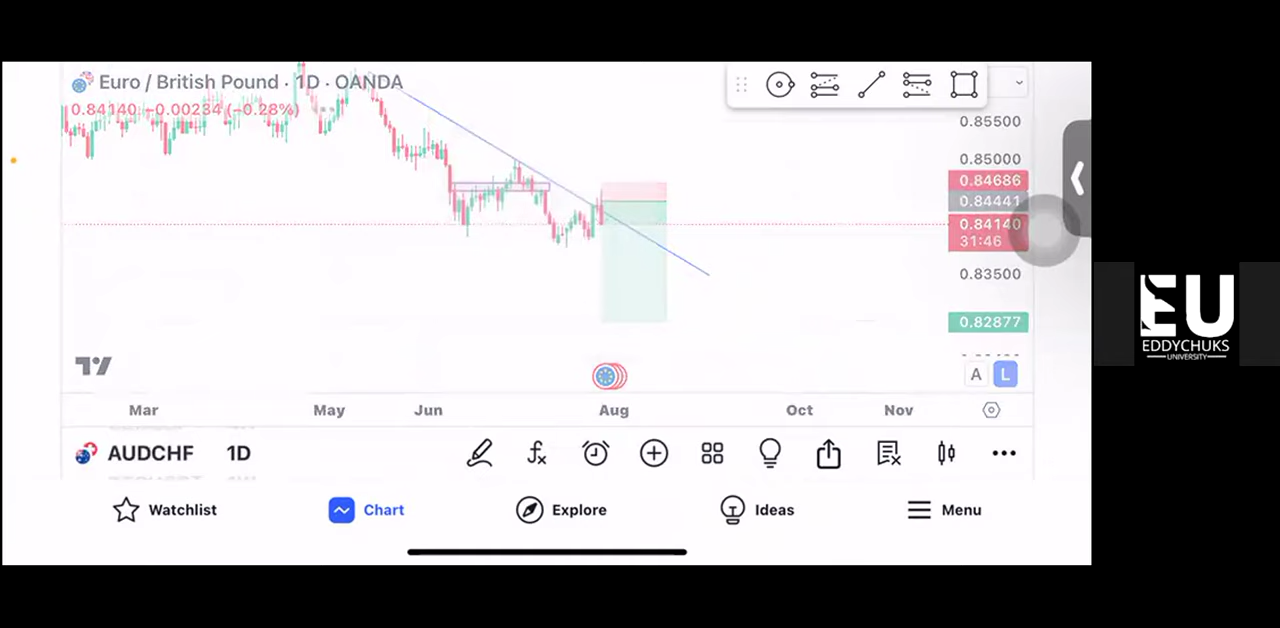 Euro / British Pound · 1D · OANDA
0.84140 −0.00234 (−0.28%)
0.85500
0.85000
0.84686
0.84441
0.84140
31:46
0.83500
0.82877
A L
Mar May Jun Aug Oct Nov
AUDCHF 1D
Watchlist Chart Explore Ideas Menu
EU
EDDYCHUKS
UNIVERSITY